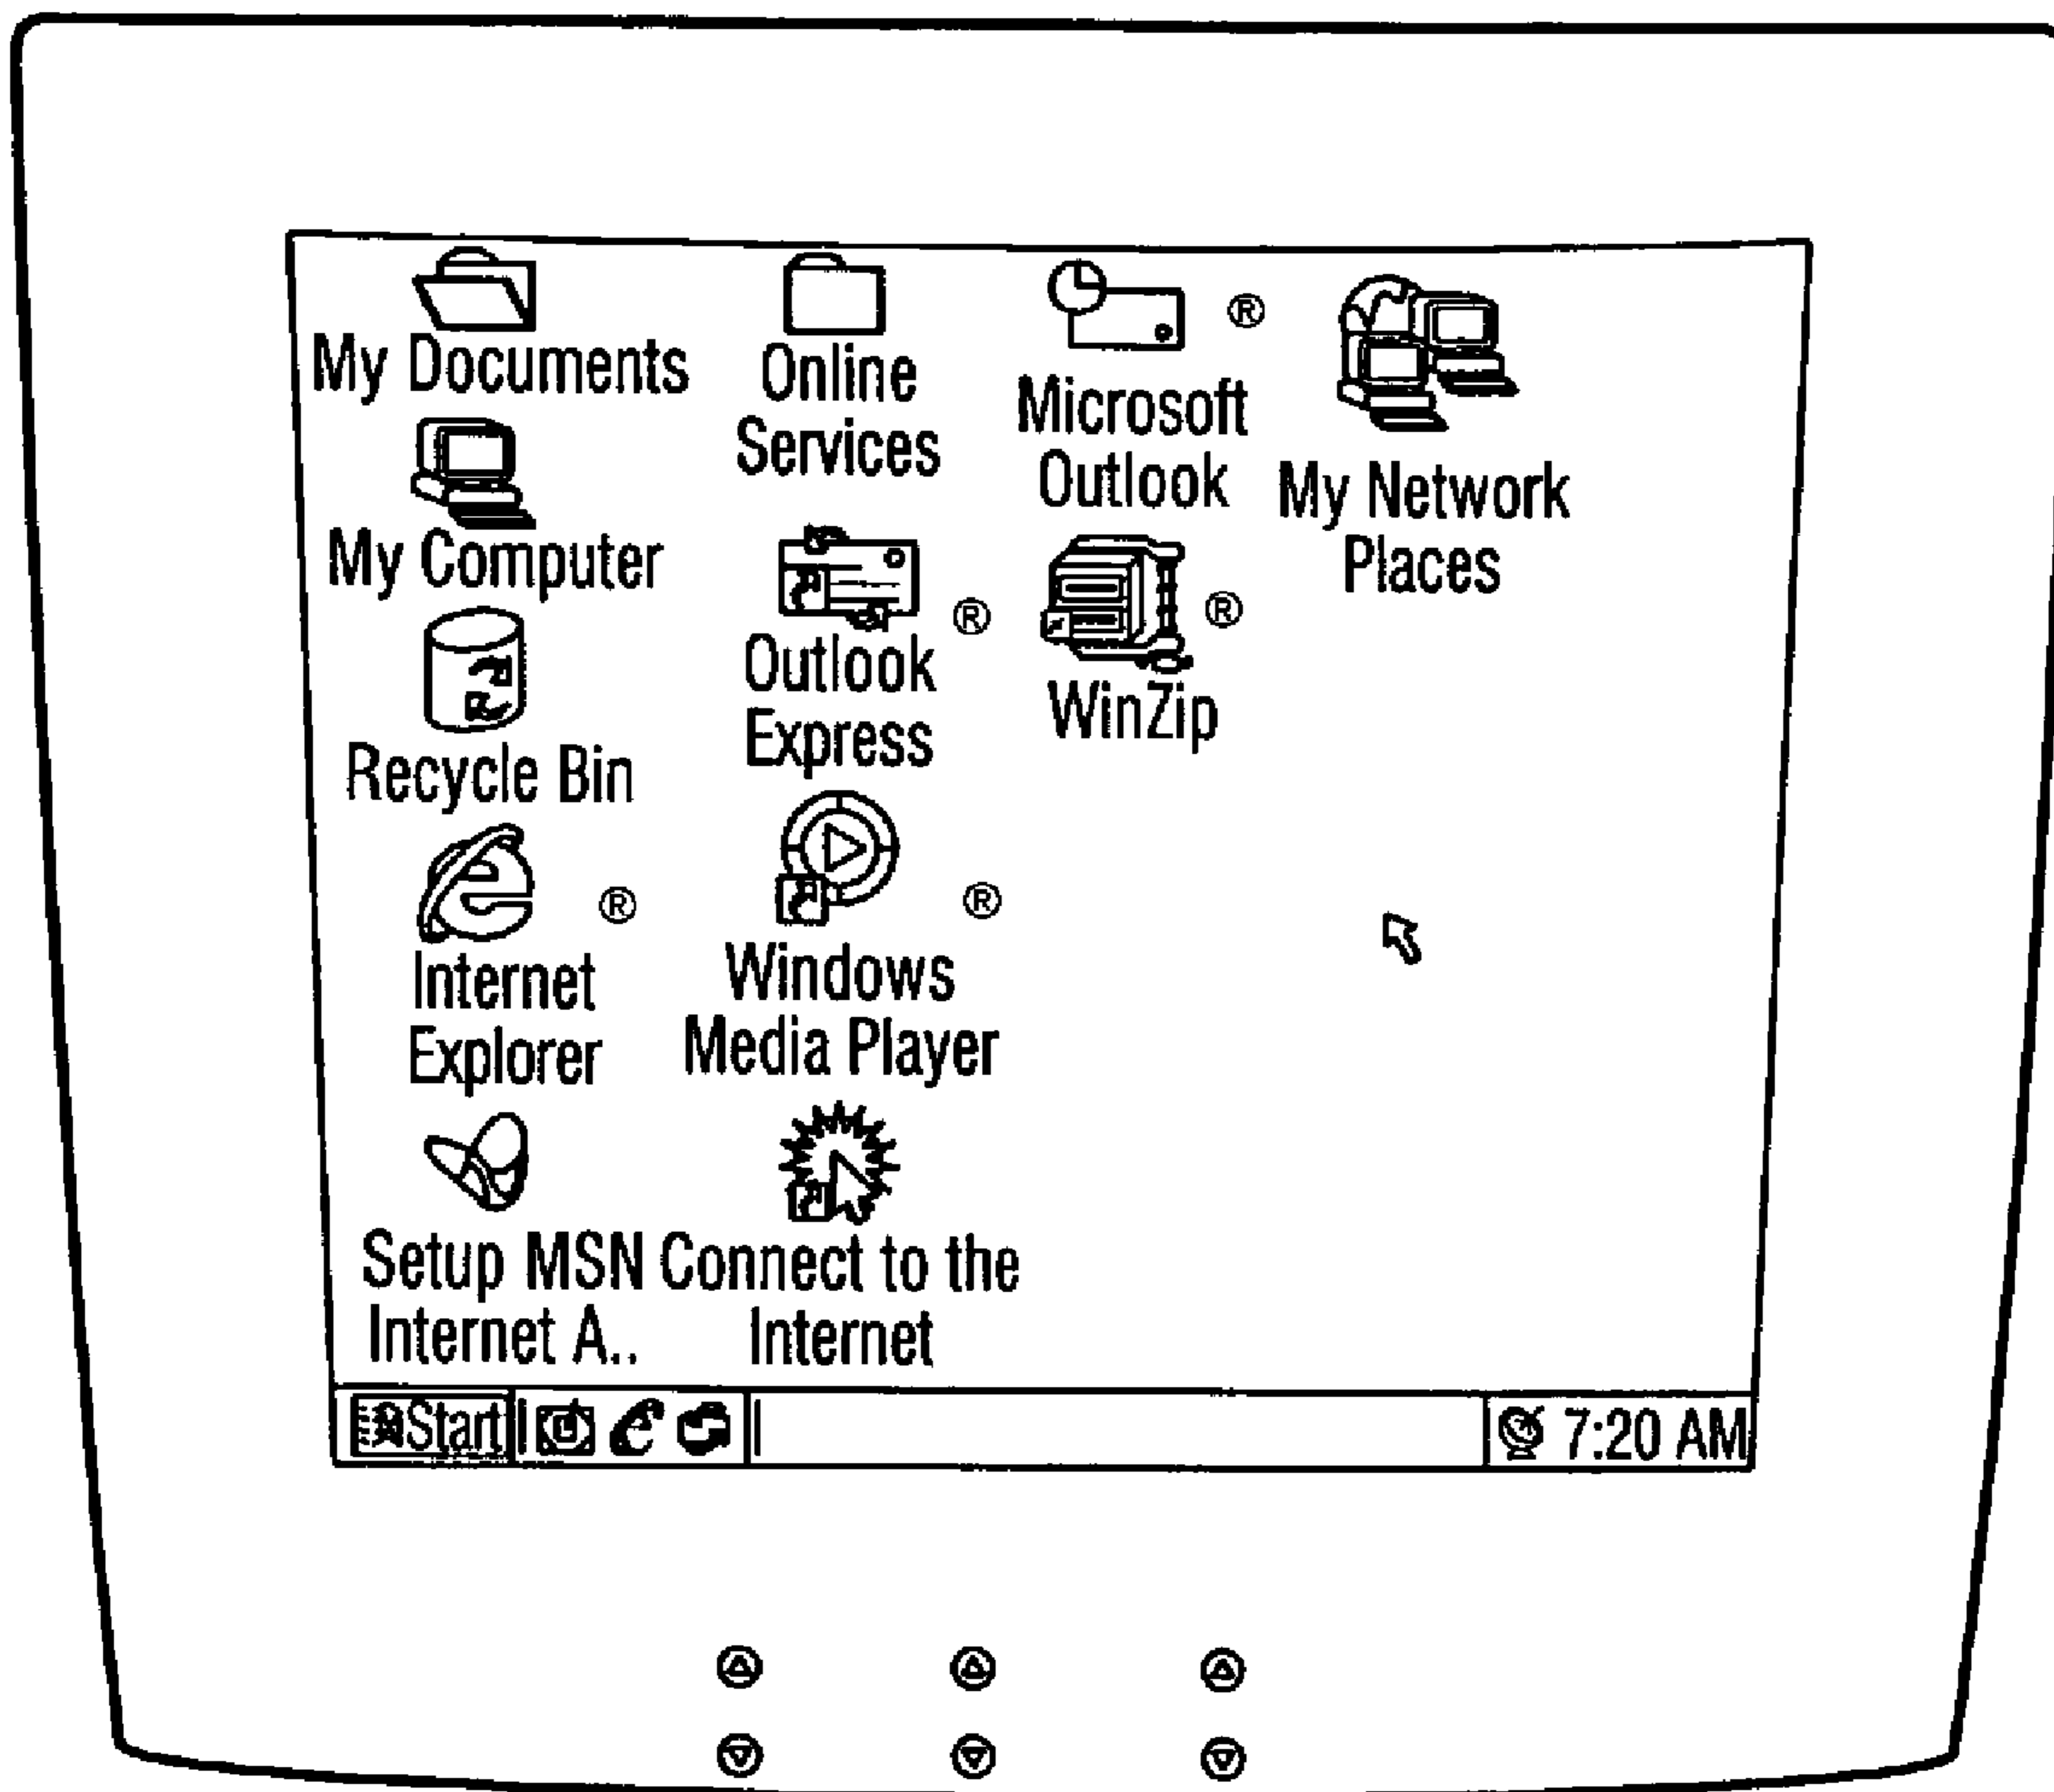 My Documents
My Computer
Recycle Bin
®
Internet
Explorer
Setup MSN
Internet A..
Online
Services
®
Outlook
Express
®
Windows
Media Player
Connect to the
Internet
®
Microsoft
Outlook
®
WinZip
My Network
Places
Start
7:20 AM